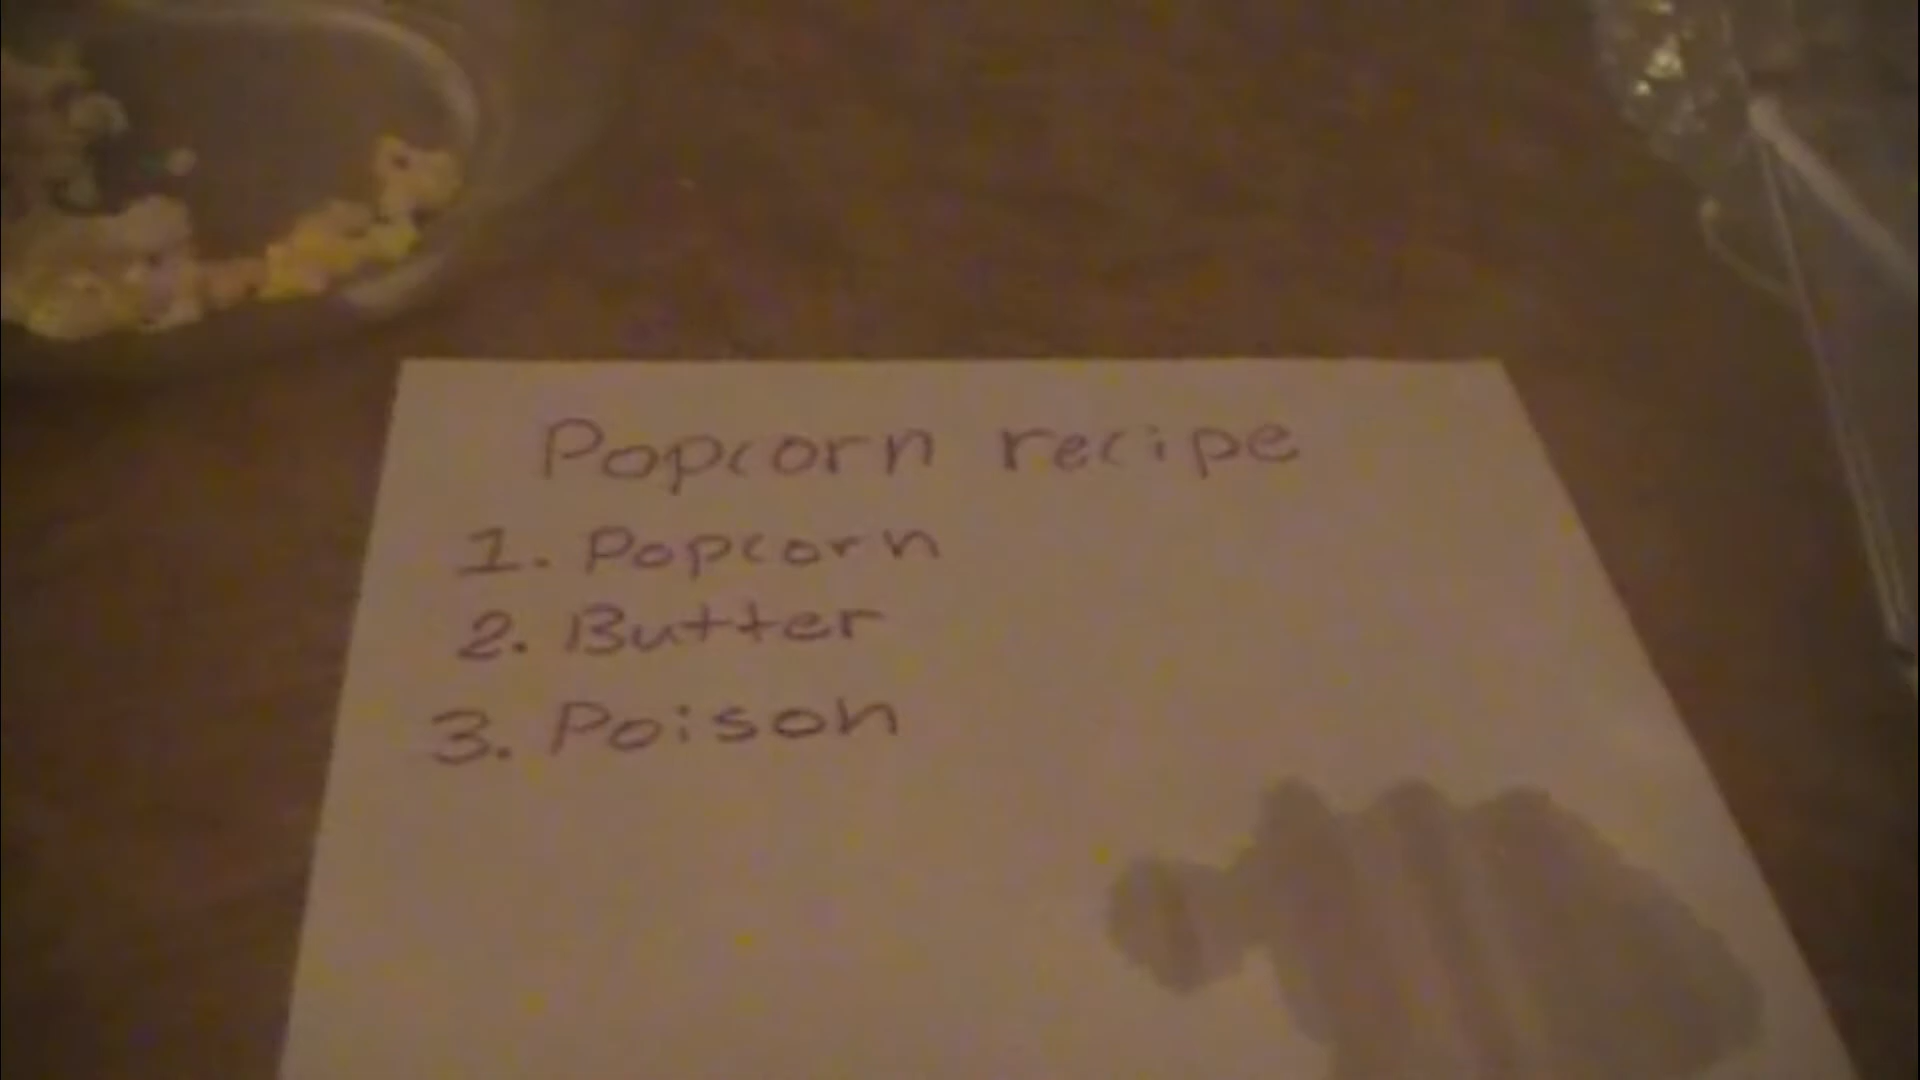 Popcorn recipe
1. Popcorn
2. Butter
3. Poison